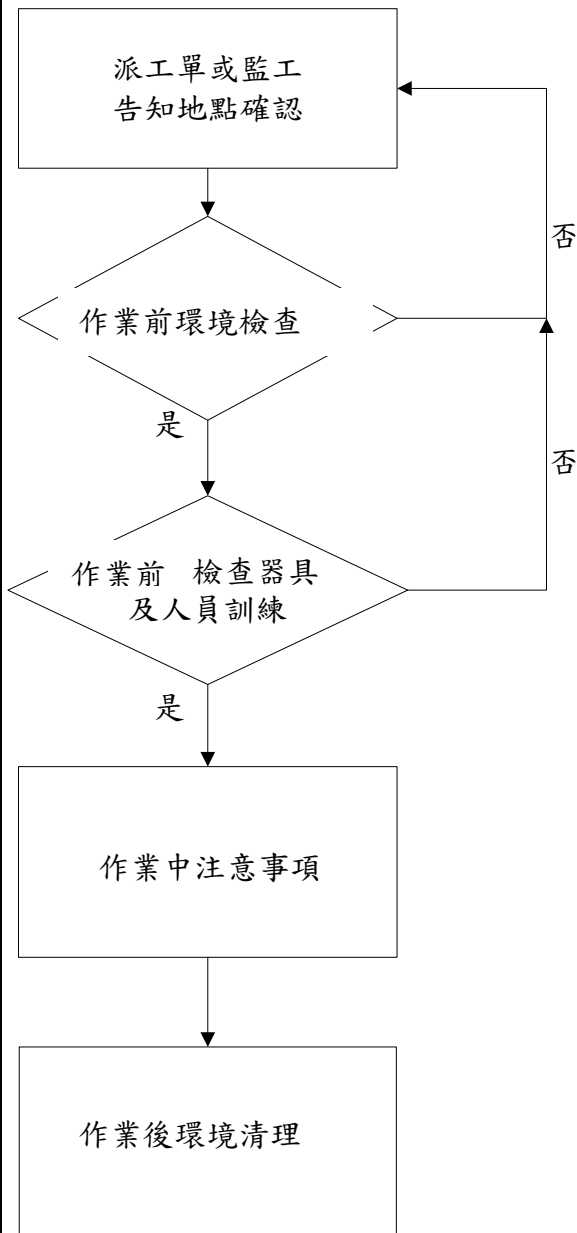 派工單或監工
告知地點確認
否
作業前環境檢查
是
否
作業前 檢查器具
及人員訓練
是
作業中注意事項
作業後環境清理